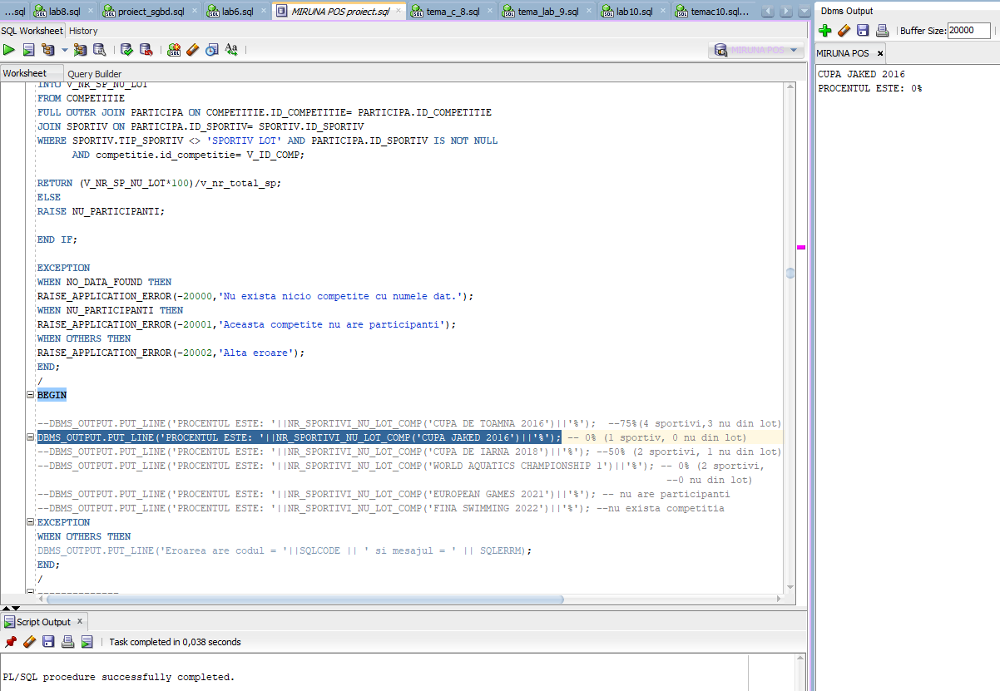 ...sql
lab8.sql
proiect_sgbd.sql
lab6.sql
MIRUNA POS proiect.sql
tema_c_8.sql
tema_lab_9.sql
lab10.sql
temac10.sql...
SQL Worksheet History
MIRUNA POS
Worksheet Query Builder
INTO V_NR_SP_NU_LOT
FROM COMPETITIE
FULL OUTER JOIN PARTICIPA ON COMPETITIE.ID_COMPETITIE= PARTICIPA.ID_COMPETITIE
JOIN SPORTIV ON PARTICIPA.ID_SPORTIV= SPORTIV.ID_SPORTIV
WHERE SPORTIV.TIP_SPORTIV <> 'SPORTIV LOT' AND PARTICIPA.ID_SPORTIV IS NOT NULL
AND competitie.id_competitie= V_ID_COMP;
RETURN (V_NR_SP_NU_LOT*100)/v_nr_total_sp;
ELSE
RAISE NU_PARTICIPANTI;
END IF;
EXCEPTION
WHEN NO_DATA_FOUND THEN
RAISE_APPLICATION_ERROR(-20000,'Nu exista nicio competite cu numele dat.');
WHEN NU_PARTICIPANTI THEN
RAISE_APPLICATION_ERROR(-20001,'Aceasta competite nu are participanti');
WHEN OTHERS THEN
RAISE_APPLICATION_ERROR(-20002,'Alta eroare');
END;
/
BEGIN
--DBMS_OUTPUT.PUT_LINE('PROCENTUL ESTE: '||NR_SPORTIVI_NU_LOT_COMP('CUPA DE TOAMNA 2016')||'%'); --75%(4 sportivi,3 nu din lot)
DBMS_OUTPUT.PUT_LINE('PROCENTUL ESTE: '||NR_SPORTIVI_NU_LOT_COMP('CUPA JAKED 2016')||'%'); -- 0% (1 sportiv, 0 nu din lot)
--DBMS_OUTPUT.PUT_LINE('PROCENTUL ESTE: '||NR_SPORTIVI_NU_LOT_COMP('CUPA DE IARNA 2018')||'%'); --50% (2 sportivi, 1 nu din lot)
--DBMS_OUTPUT.PUT_LINE('PROCENTUL ESTE: '||NR_SPORTIVI_NU_LOT_COMP('WORLD AQUATICS CHAMPIONSHIP 1')||'%'); -- 0% (2 sportivi,
--0 nu din lot)
--DBMS_OUTPUT.PUT_LINE('PROCENTUL ESTE: '||NR_SPORTIVI_NU_LOT_COMP('EUROPEAN GAMES 2021')||'%'); -- nu are participanti
--DBMS_OUTPUT.PUT_LINE('PROCENTUL ESTE: '||NR_SPORTIVI_NU_LOT_COMP('FINA SWIMMING 2022')||'%'); --nu exista competitia
EXCEPTION
WHEN OTHERS THEN
DBMS_OUTPUT.PUT_LINE('Eroarea are codul = '||SQLCODE || ' si mesajul = ' || SQLERRM);
END;
/
--------------
Script Output
Task completed in 0,038 seconds
PL/SQL procedure successfully completed.
Dbms Output
Buffer Size: 20000
MIRUNA POS
CUPA JAKED 2016
PROCENTUL ESTE: 0%